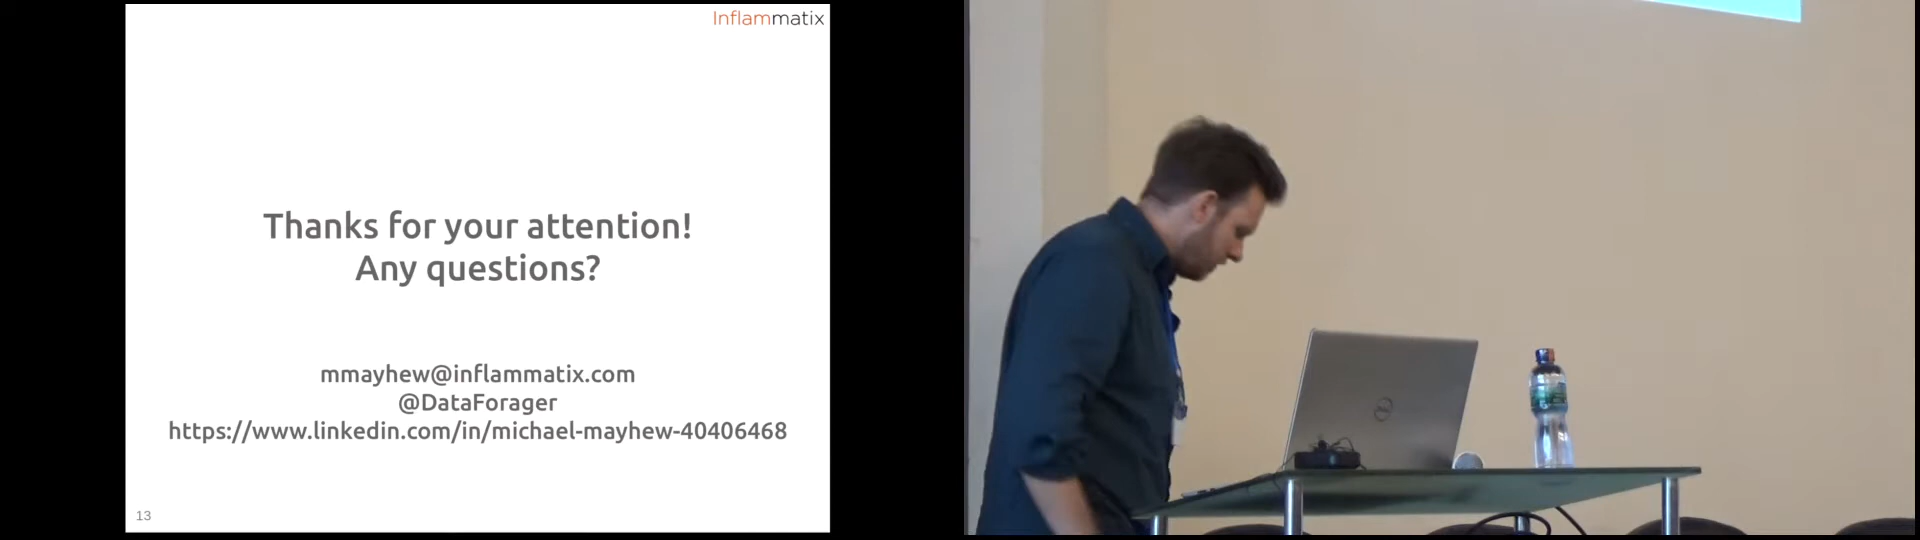 Inflammatix
Thanks for your attention!
Any questions?
mmayhew@inflammatix.com
@DataForager
https://www.linkedin.com/in/michael-mayhew-40406468
13